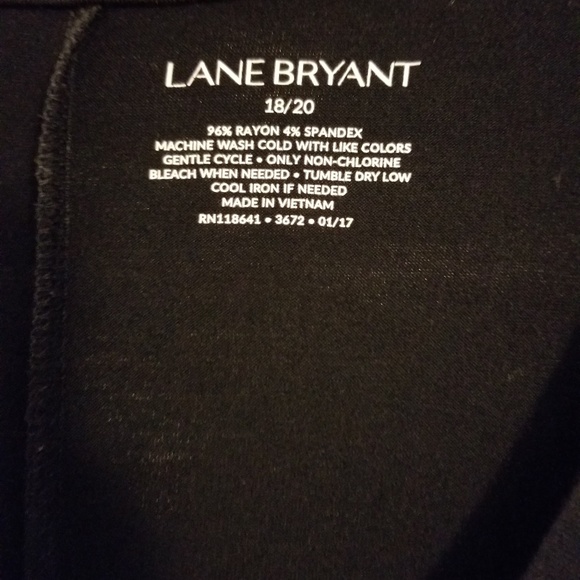 LANE BRYANT
18/20
96% RAYON 4% SPANDEX
MACHINE WASH COLD WITH LIKE COLORS
GENTLE CYCLE • ONLY NON-CHLORINE
BLEACH WHEN NEEDED • TUMBLE DRY LOW
COOL IRON IF NEEDED
MADE IN VIETNAM
RN118641 • 3672 • 01/17